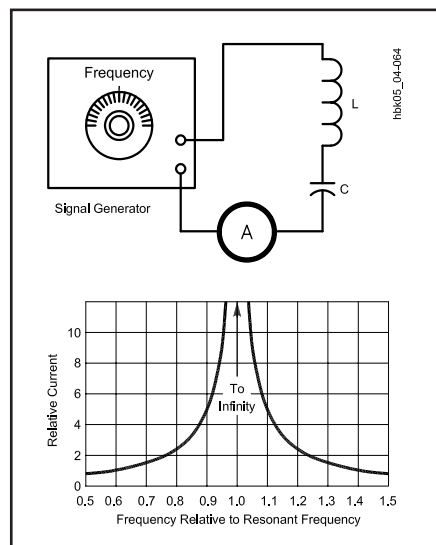 Frequency
hbk05_04-064
L
C
Signal Generator
A
10
8
6
4
2
0
Relative Current
To
Infinity
0.5 0.6 0.7 0.8 0.9 1.0 1.1 1.2 1.3 1.4 1.5
Frequency Relative to Resonant Frequency